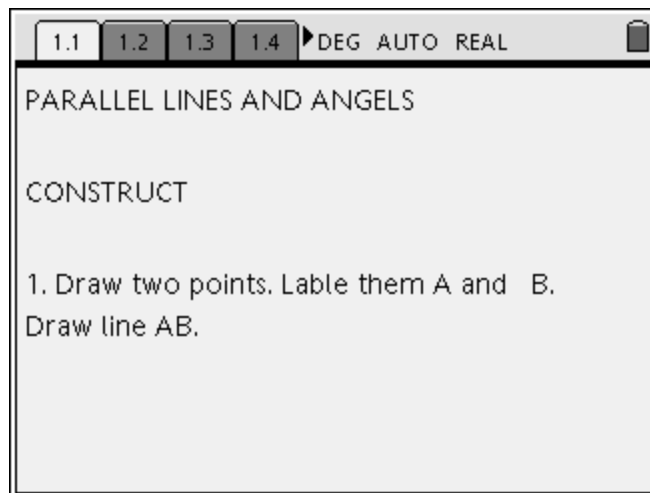 1.1 1.2 1.3 1.4 DEG AUTO REAL
PARALLEL LINES AND ANGELS
CONSTRUCT
1. Draw two points. Lable them A and B.
Draw line AB.